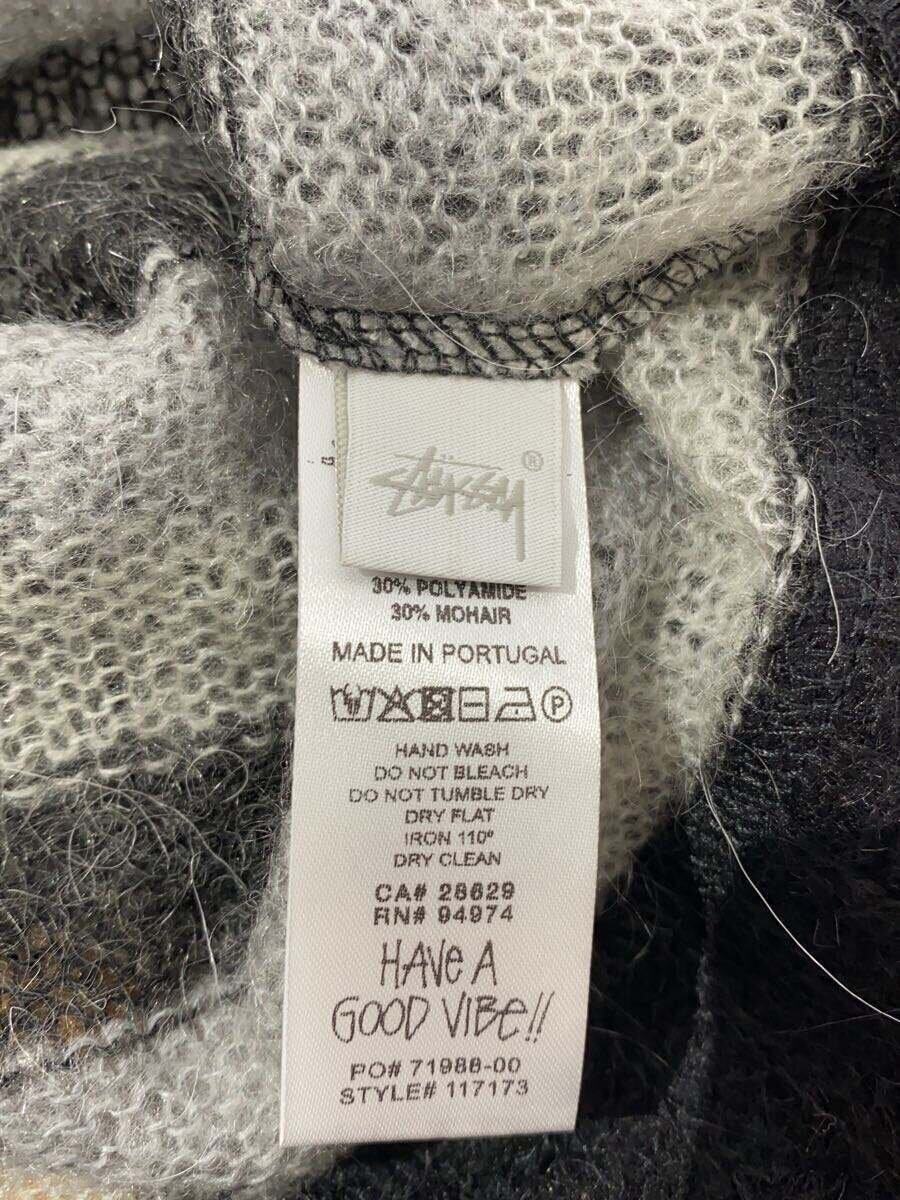 STÜSSY ®
30% POLYAMIDE
30% MOHAIR
MADE IN PORTUGAL
P
HAND WASH
DO NOT BLEACH
DO NOT TUMBLE DRY
DRY FLAT
IRON 110º
DRY CLEAN
CA# 28629
RN# 94974
HAVE A
GOOD VIBE!!
PO# 71988-00
STYLE# 117173